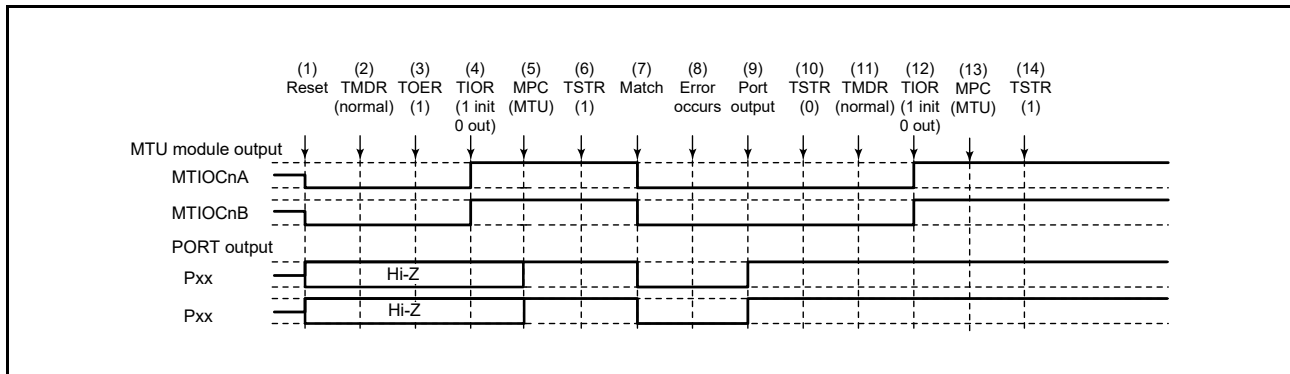 (1) (2) (3) (4) (5) (6) (7) (8) (9) (10) (11) (12) (13) (14)
Reset TMDR TOER TIOR MPC TSTR Match Error Port TSTR TMDR TIOR MPC TSTR
(normal) (1) (1 init (MTU) (1) occurs output (0) (normal) (1 init (MTU) (1)
0 out) 0 out)
MTU module output
MTIOCnA
MTIOCnB
PORT output
Pxx Hi-Z
Pxx Hi-Z